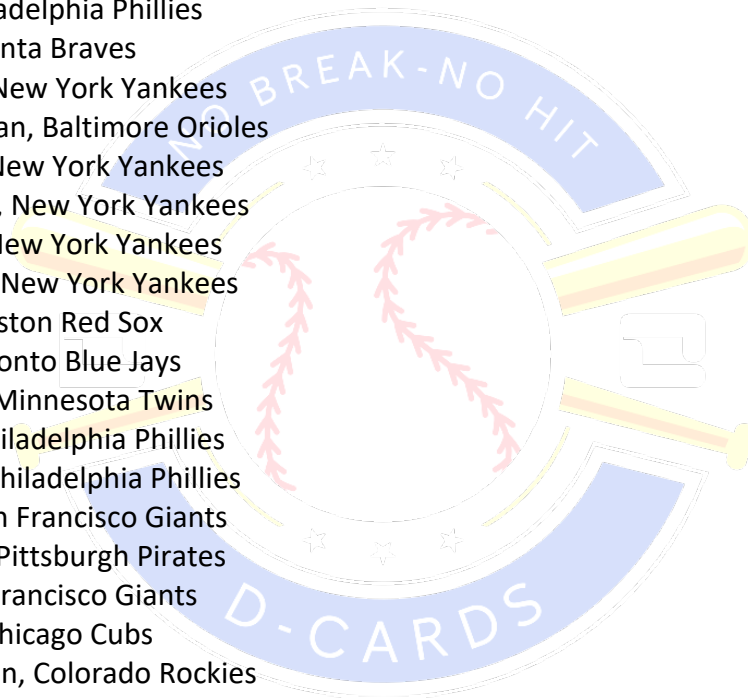 adelphia Phillies
nta Braves
New York Yankees
an, Baltimore Orioles
New York Yankees
, New York Yankees
New York Yankees
New York Yankees
ston Red Sox
onto Blue Jays
Minnesota Twins
hiladelphia Phillies
hiladelphia Phillies
n Francisco Giants
Pittsburgh Pirates
rancisco Giants
hicago Cubs
n, Colorado Rockies
NO BREAK-NO HIT
D-CARDS